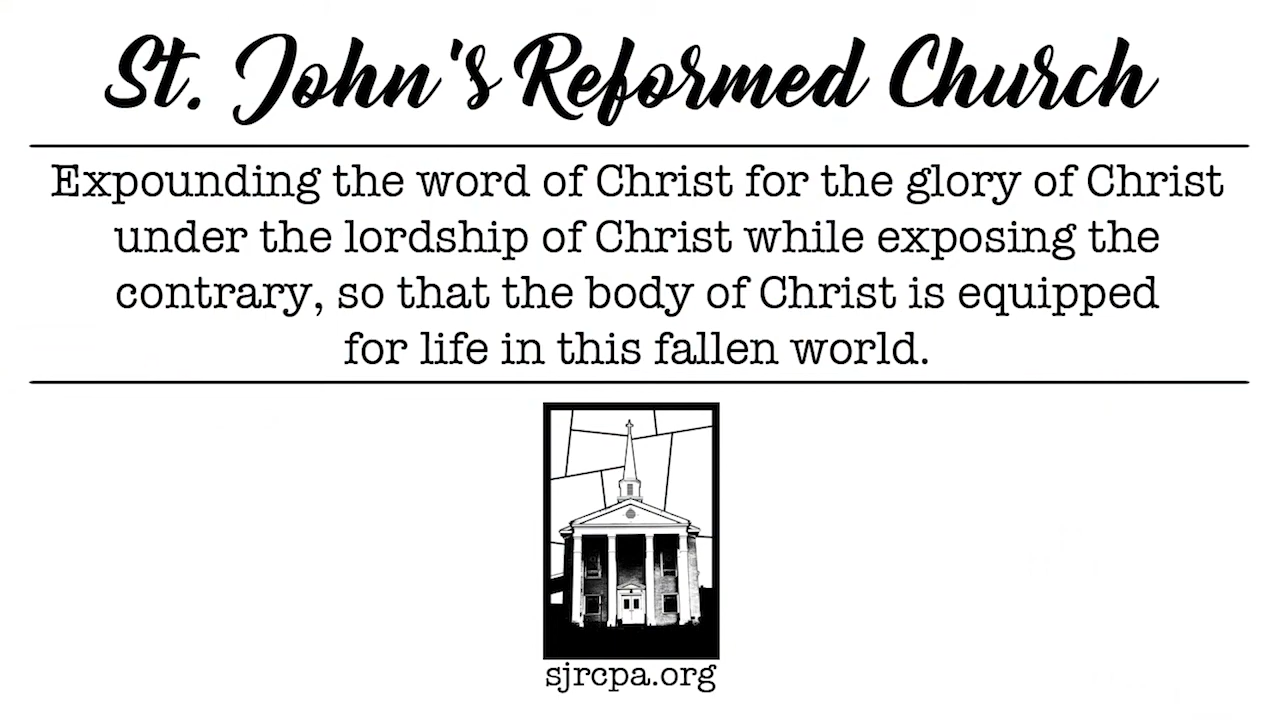 St. John's Reformed Church
Expounding the word of Christ for the glory of Christ
under the lordship of Christ while exposing the
contrary, so that the body of Christ is equipped
for life in this fallen world.
sjrcpa.org